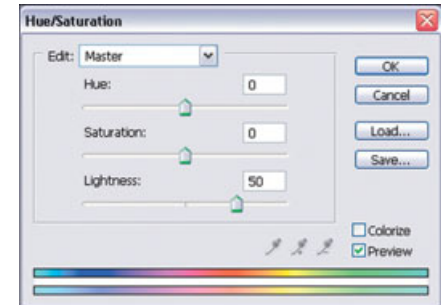 Hue/Saturation
Edit: Master
OK
Hue: 0
Cancel
Saturation: 0
Load...
Save...
Lightness: 50
Colorize
Preview